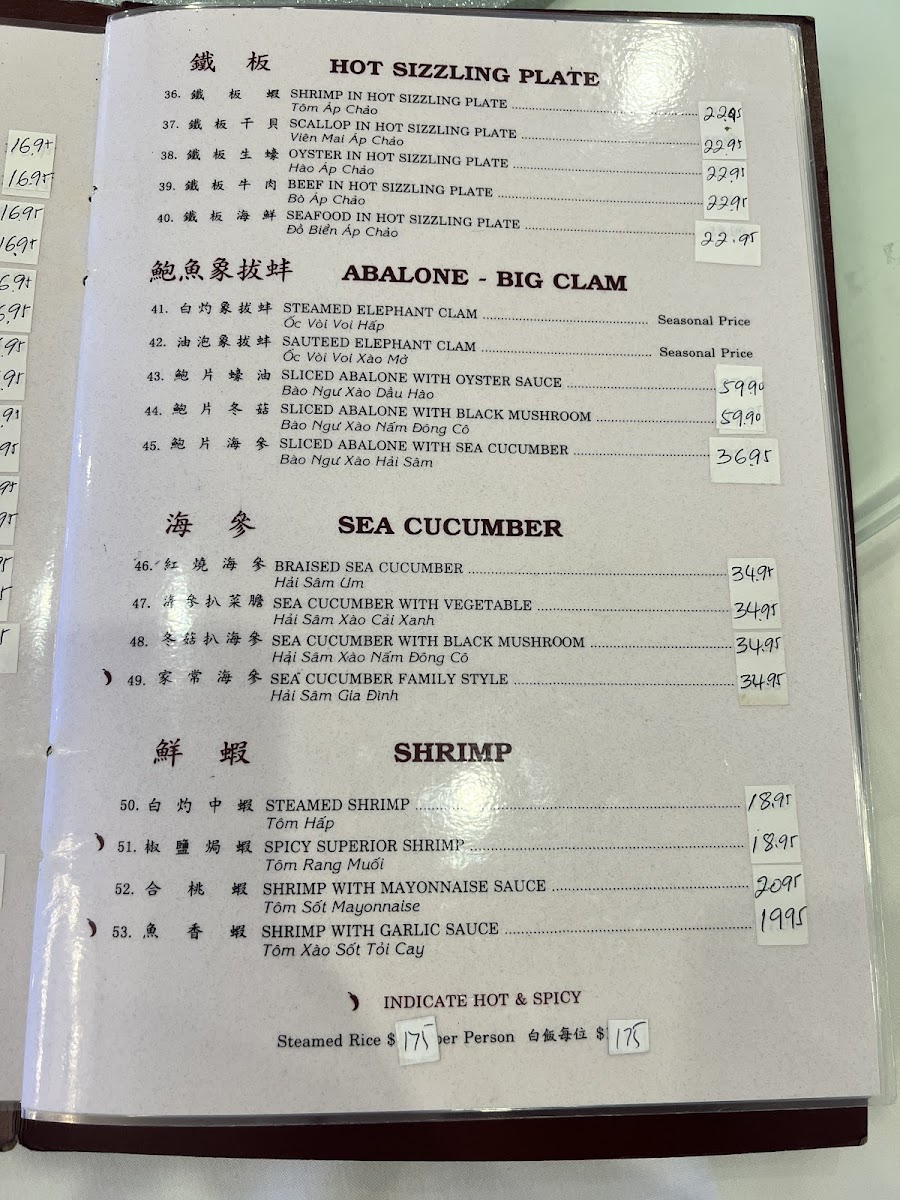 鐵板 HOT SIZZLING PLATE
36. 鐵板蝦 SHRIMP IN HOT SIZZLING PLATE 22.95
Tôm Áp Chảo
37. 鐵板干貝 SCALLOP IN HOT SIZZLING PLATE 22.95
Viên Mai Áp Chảo
38. 鐵板生蠔 OYSTER IN HOT SIZZLING PLATE 22.95
Hào Áp Chảo
39. 鐵板牛肉 BEEF IN HOT SIZZLING PLATE 22.95
Bò Áp Chảo
40. 鐵板海鮮 SEAFOOD IN HOT SIZZLING PLATE 22.95
Đồ Biển Áp Chảo
鮑魚象拔蚌 ABALONE - BIG CLAM
41. 白灼象拔蚌 STEAMED ELEPHANT CLAM Seasonal Price
Ốc Vòi Voi Hấp
42. 油泡象拔蚌 SAUTEED ELEPHANT CLAM Seasonal Price
Ốc Vòi Voi Xào Mở
43. 鮑片蠔油 SLICED ABALONE WITH OYSTER SAUCE 59.90
Bào Ngư Xào Dầu Hào
44. 鮑片冬菇 SLICED ABALONE WITH BLACK MUSHROOM 59.90
Bào Ngư Xào Nấm Đông Cô
45. 鮑片海參 SLICED ABALONE WITH SEA CUCUMBER 36.95
Bào Ngư Xào Hải Sâm
海參 SEA CUCUMBER
46. 紅燒海參 BRAISED SEA CUCUMBER 34.95
Hải Sâm Um
47. 海參扒菜膽 SEA CUCUMBER WITH VEGETABLE 34.95
Hải Sâm Xào Cải Xanh
48. 冬菇扒海參 SEA CUCUMBER WITH BLACK MUSHROOM 34.95
Hải Sâm Xào Nấm Đông Cô
49. 家常海參 SEA CUCUMBER FAMILY STYLE 34.95
Hải Sâm Gia Đình
鮮蝦 SHRIMP
50. 白灼中蝦 STEAMED SHRIMP 18.95
Tôm Hấp
51. 椒鹽焗蝦 SPICY SUPERIOR SHRIMP 18.95
Tôm Rang Muối
52. 合桃蝦 SHRIMP WITH MAYONNAISE SAUCE 2095
Tôm Sốt Mayonnaise
53. 魚香蝦 SHRIMP WITH GARLIC SAUCE 1995
Tôm Xào Sốt Tỏi Cay
INDICATE HOT & SPICY
Steamed Rice $ 175 per Person 白飯每位 $ 175
16.95
16.95
1695
1695